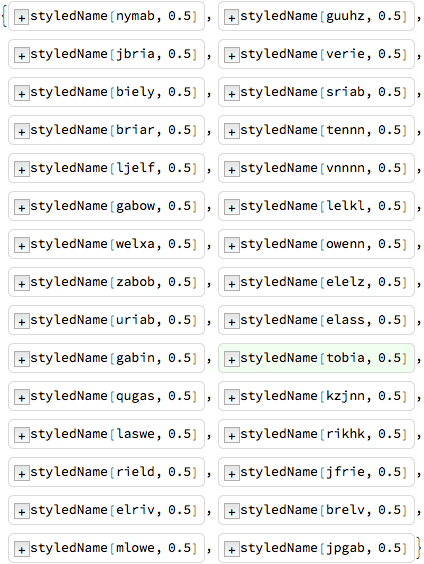 {+styledName[nymab, 0.5], +styledName[guuhz, 0.5],
+styledName[jbria, 0.5], +styledName[verie, 0.5],
+styledName[biely, 0.5], +styledName[sriab, 0.5],
+styledName[briar, 0.5], +styledName[tennn, 0.5],
+styledName[ljelf, 0.5], +styledName[vnnnn, 0.5],
+styledName[gabow, 0.5], +styledName[lelkl, 0.5],
+styledName[welxa, 0.5], +styledName[owenn, 0.5],
+styledName[zabob, 0.5], +styledName[elelz, 0.5],
+styledName[uriab, 0.5], +styledName[elass, 0.5],
+styledName[gabin, 0.5], +styledName[tobia, 0.5],
+styledName[qugas, 0.5], +styledName[kzjnn, 0.5],
+styledName[laswe, 0.5], +styledName[rikhk, 0.5],
+styledName[rield, 0.5], +styledName[jfrie, 0.5],
+styledName[elriv, 0.5], +styledName[brelv, 0.5],
+styledName[mlowe, 0.5], +styledName[jpgab, 0.5]}